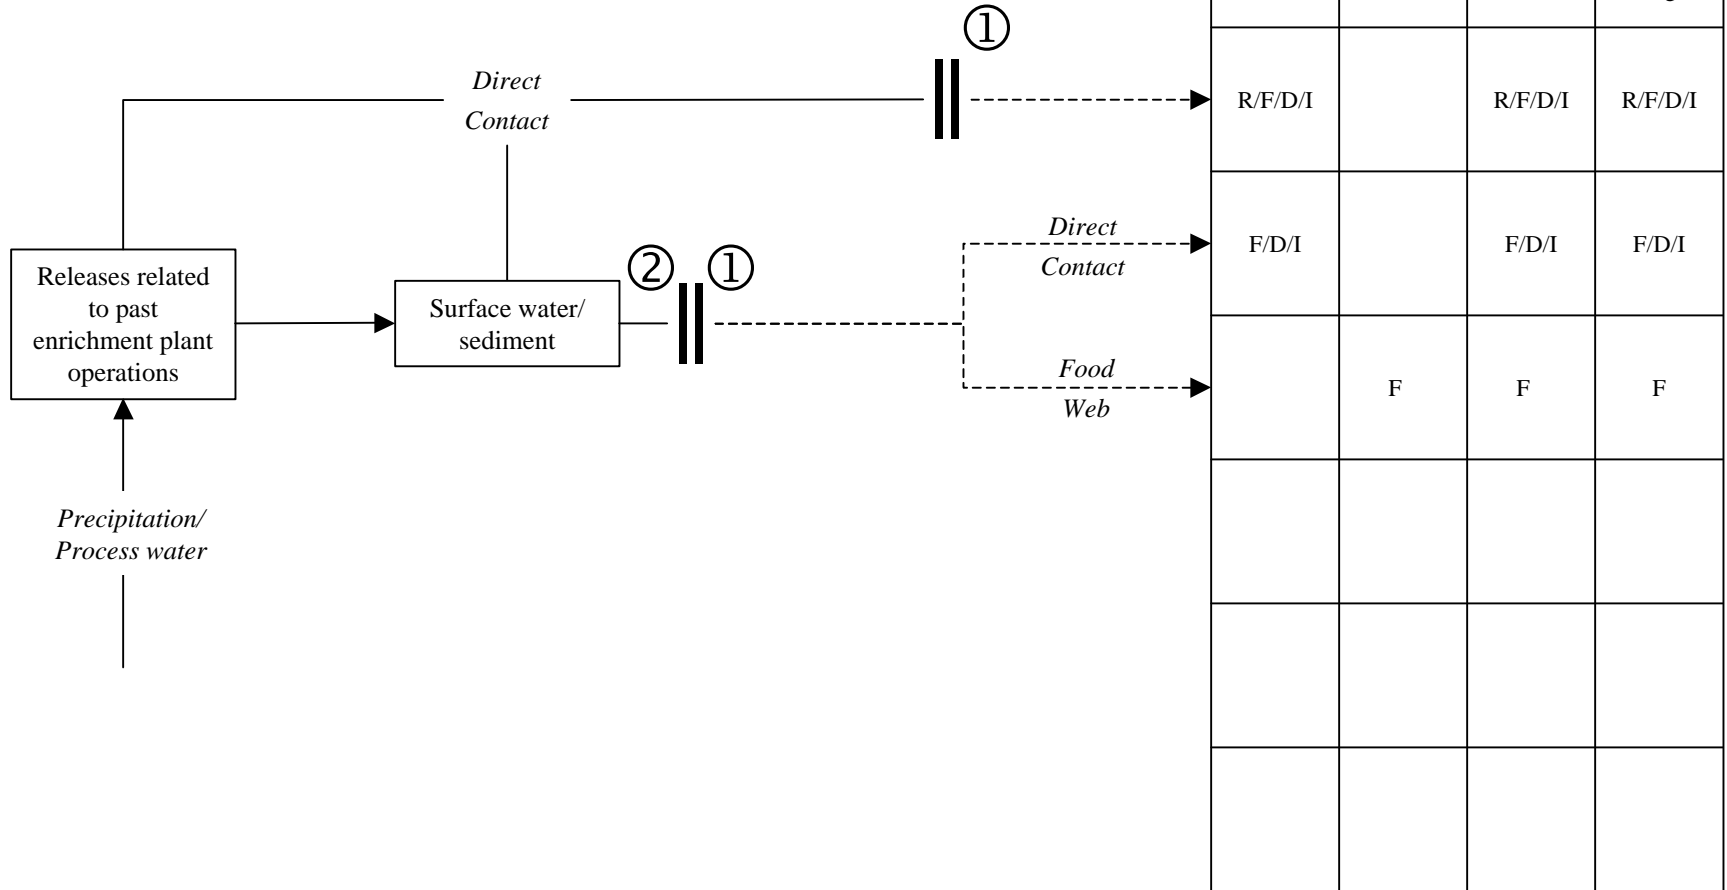 ①
Direct
Contact
R/F/D/I R/F/D/I R/F/D/I
Direct
Contact
F/D/I F/D/I F/D/I
Releases related
to past
enrichment plant
operations
Surface water/
sediment
② ①
Food
Web
F F F
Precipitation/
Process water